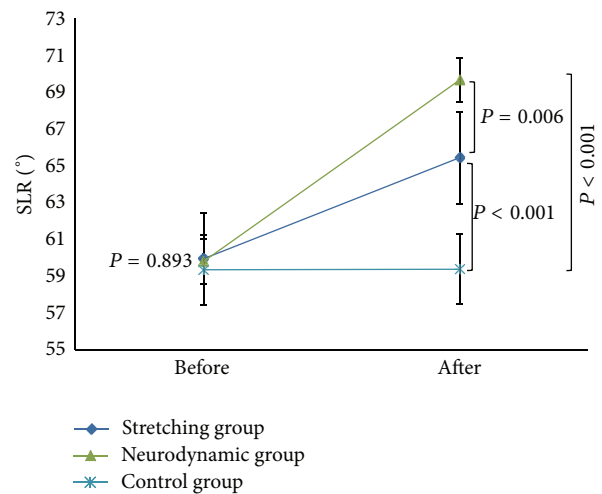 73
71
69
67
65
63
61
59
57
55
SLR (°)
P = 0.893
P = 0.006
P < 0.001
P < 0.001
Before
After
Stretching group
Neurodynamic group
Control group